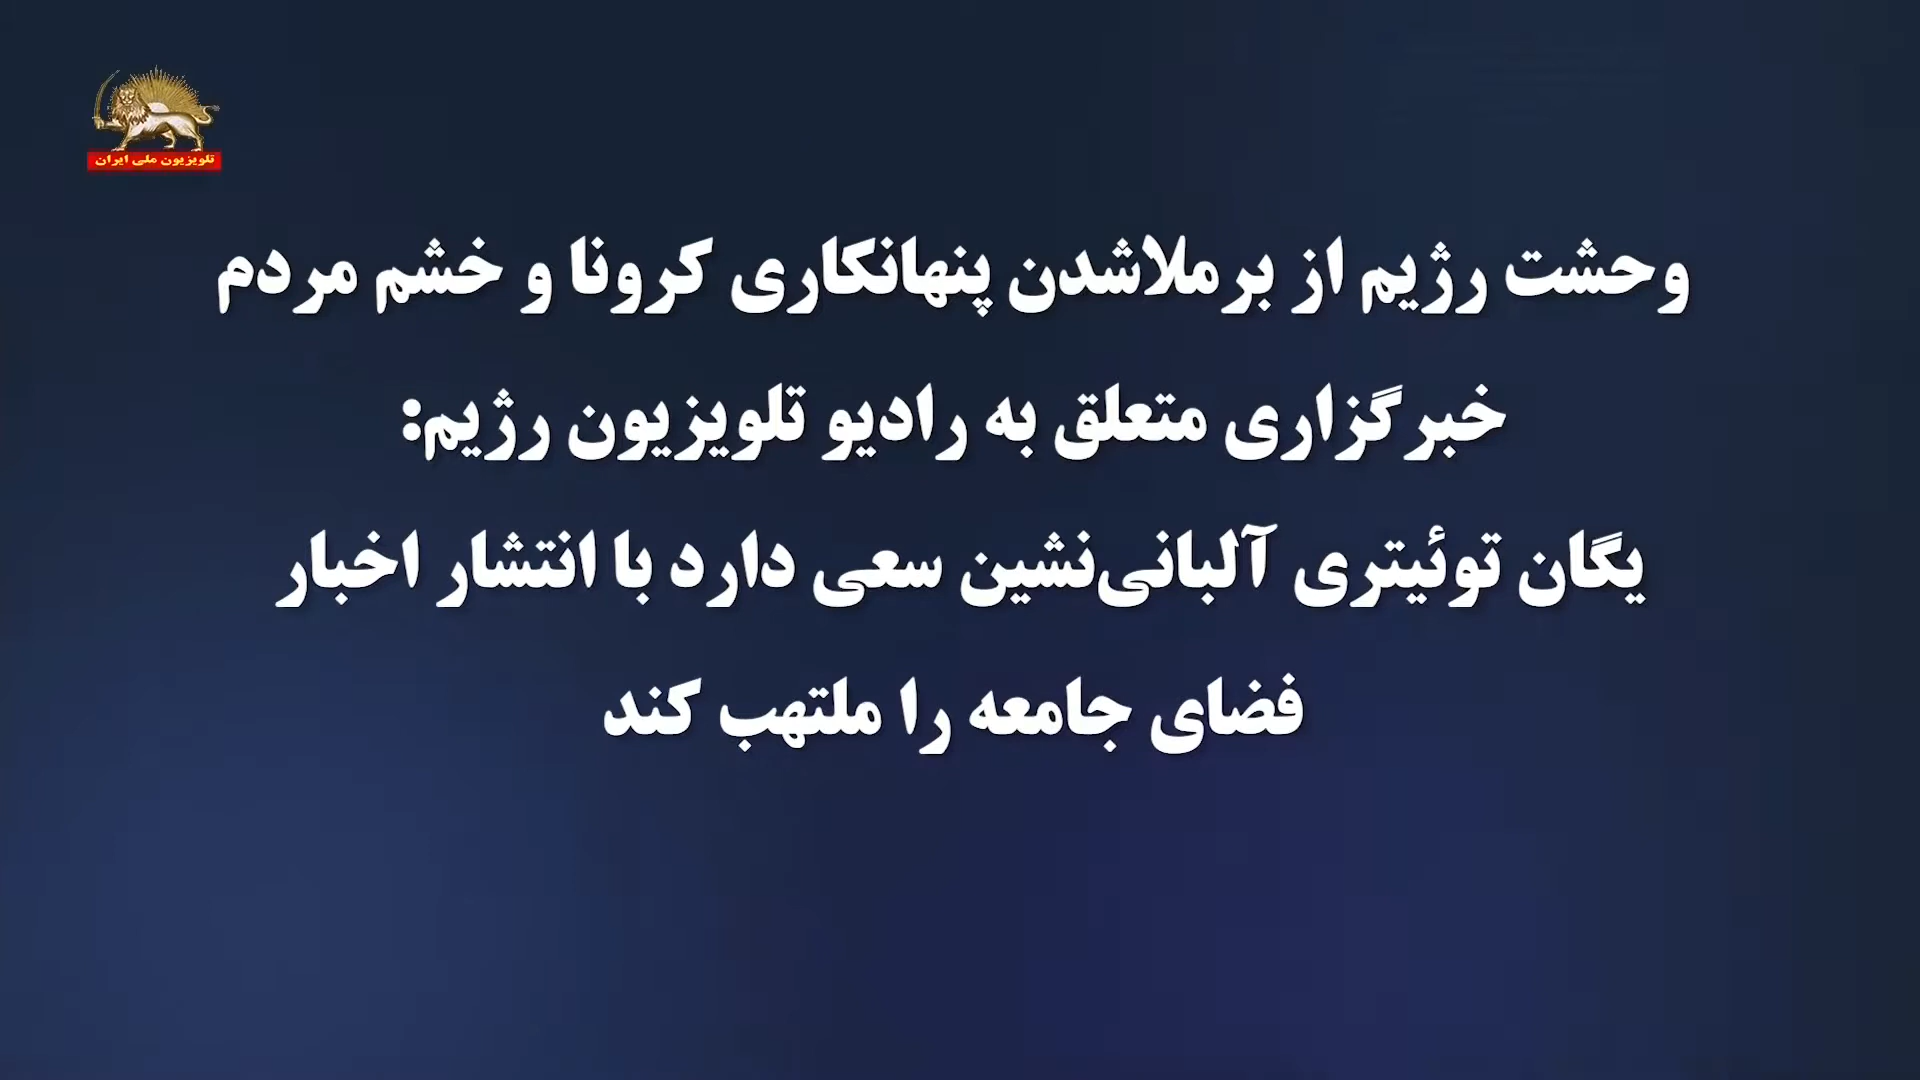 تلویزیون ملی ایران
وحشت رژیم از برملاشدن پنهانکاری کرونا و خشم مردم
خبرگزاری متعلق به رادیو تلویزیون رژیم:
یگان توئیتری آلبانی‌نشین سعی دارد با انتشار اخبار
فضای جامعه را ملتهب کند